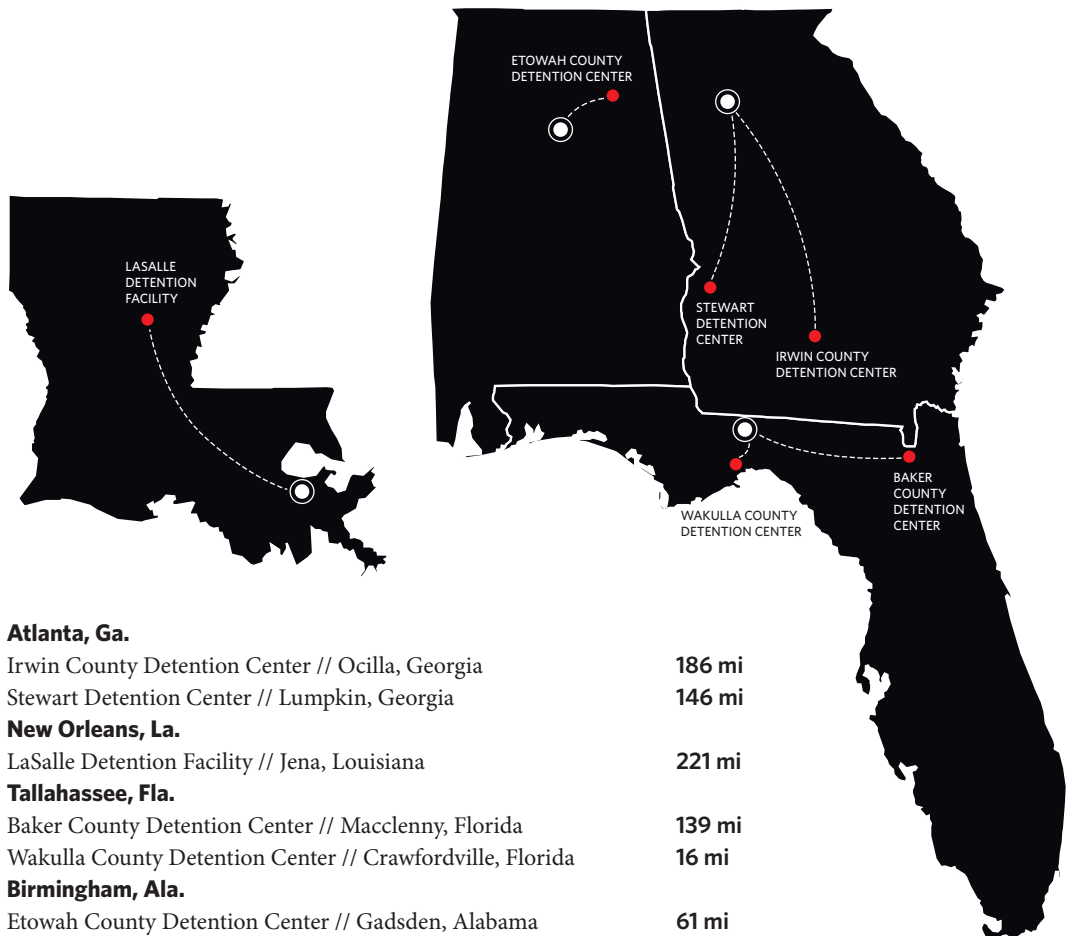 ETOWAH COUNTY
DETENTION CENTER
LASALLE
DETENTION
FACILITY
STEWART
DETENTION
CENTER
IRWIN COUNTY
DETENTION CENTER
BAKER
COUNTY
DETENTION
CENTER
WAKULLA COUNTY
DETENTION CENTER
Atlanta, Ga.
Irwin County Detention Center // Ocilla, Georgia 186 mi
Stewart Detention Center // Lumpkin, Georgia 146 mi
New Orleans, La.
LaSalle Detention Facility // Jena, Louisiana 221 mi
Tallahassee, Fla.
Baker County Detention Center // Macclenny, Florida 139 mi
Wakulla County Detention Center // Crawfordville, Florida 16 mi
Birmingham, Ala.
Etowah County Detention Center // Gadsden, Alabama 61 mi